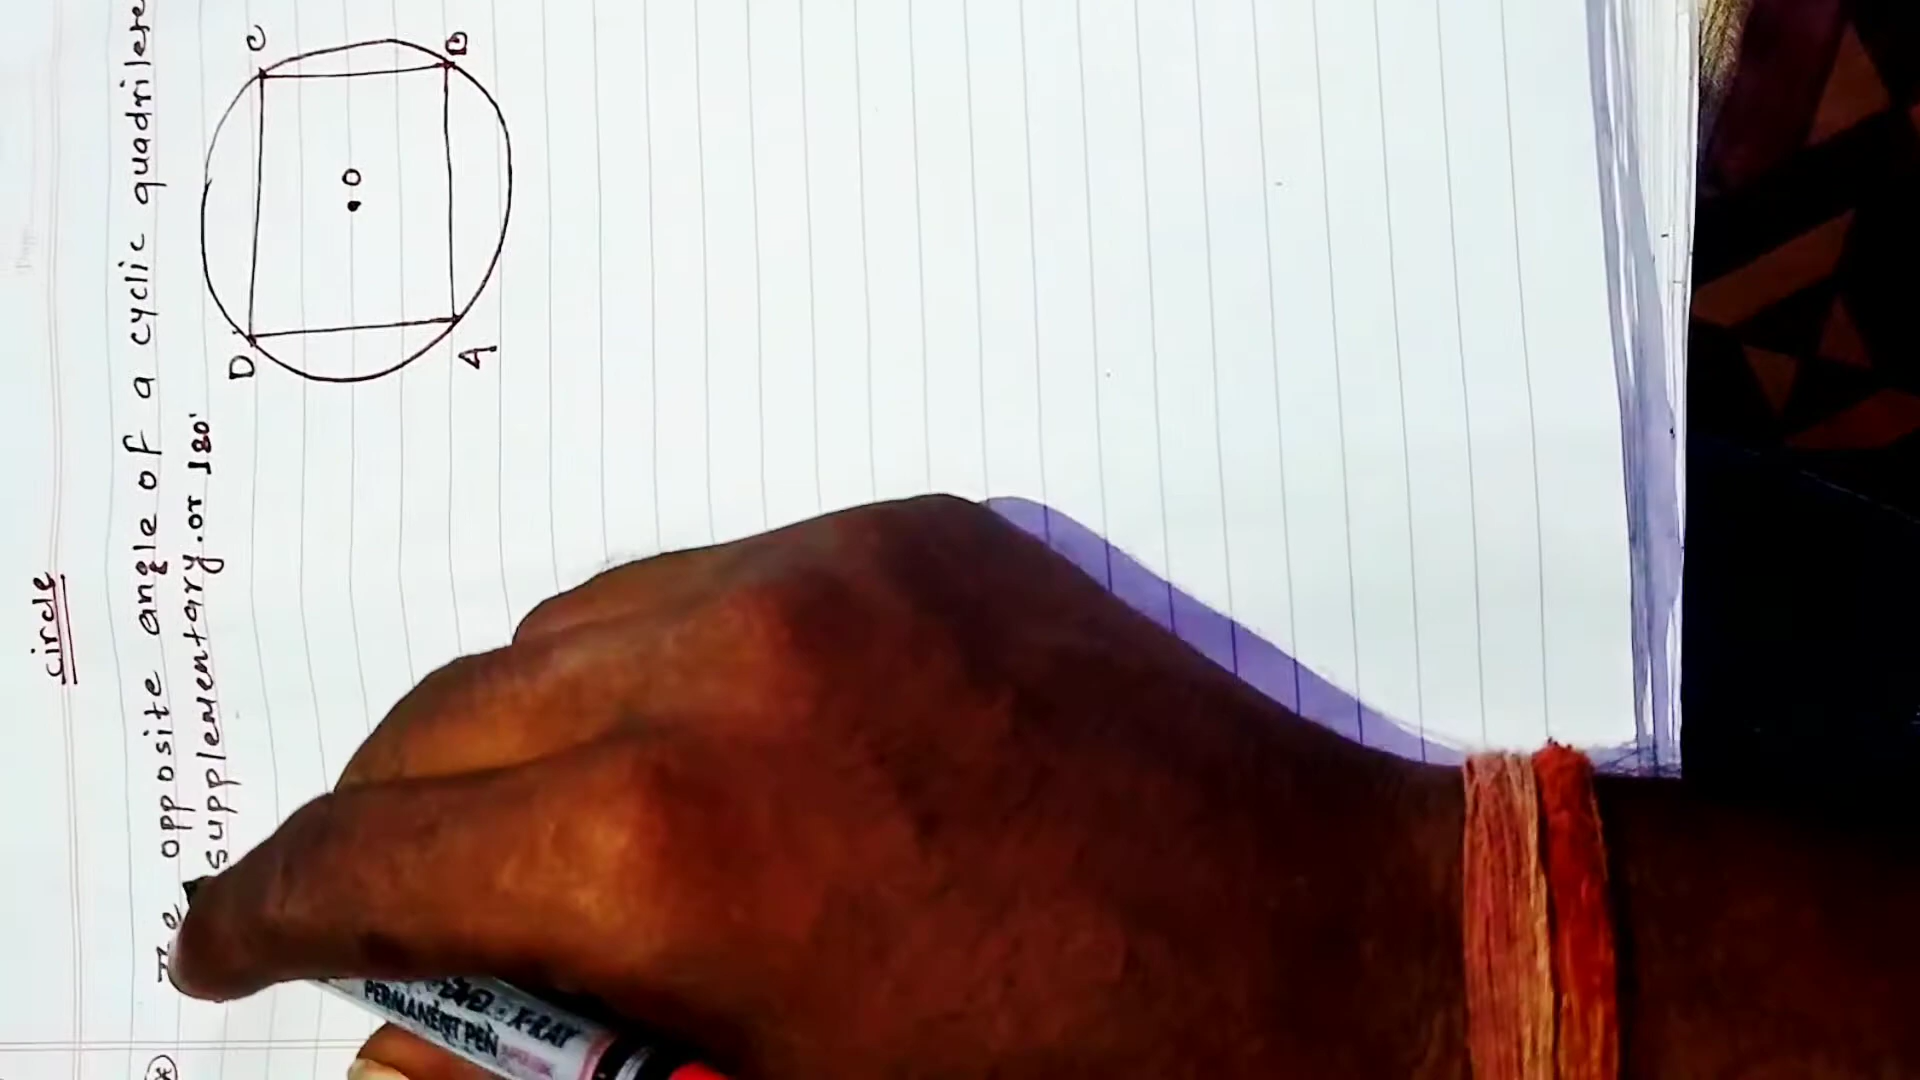 circle
The opposite angle of a cyclic quadrilate
supplementary. or 180°
C
B
O
D
A
X-RAY
PERMANENT PEN